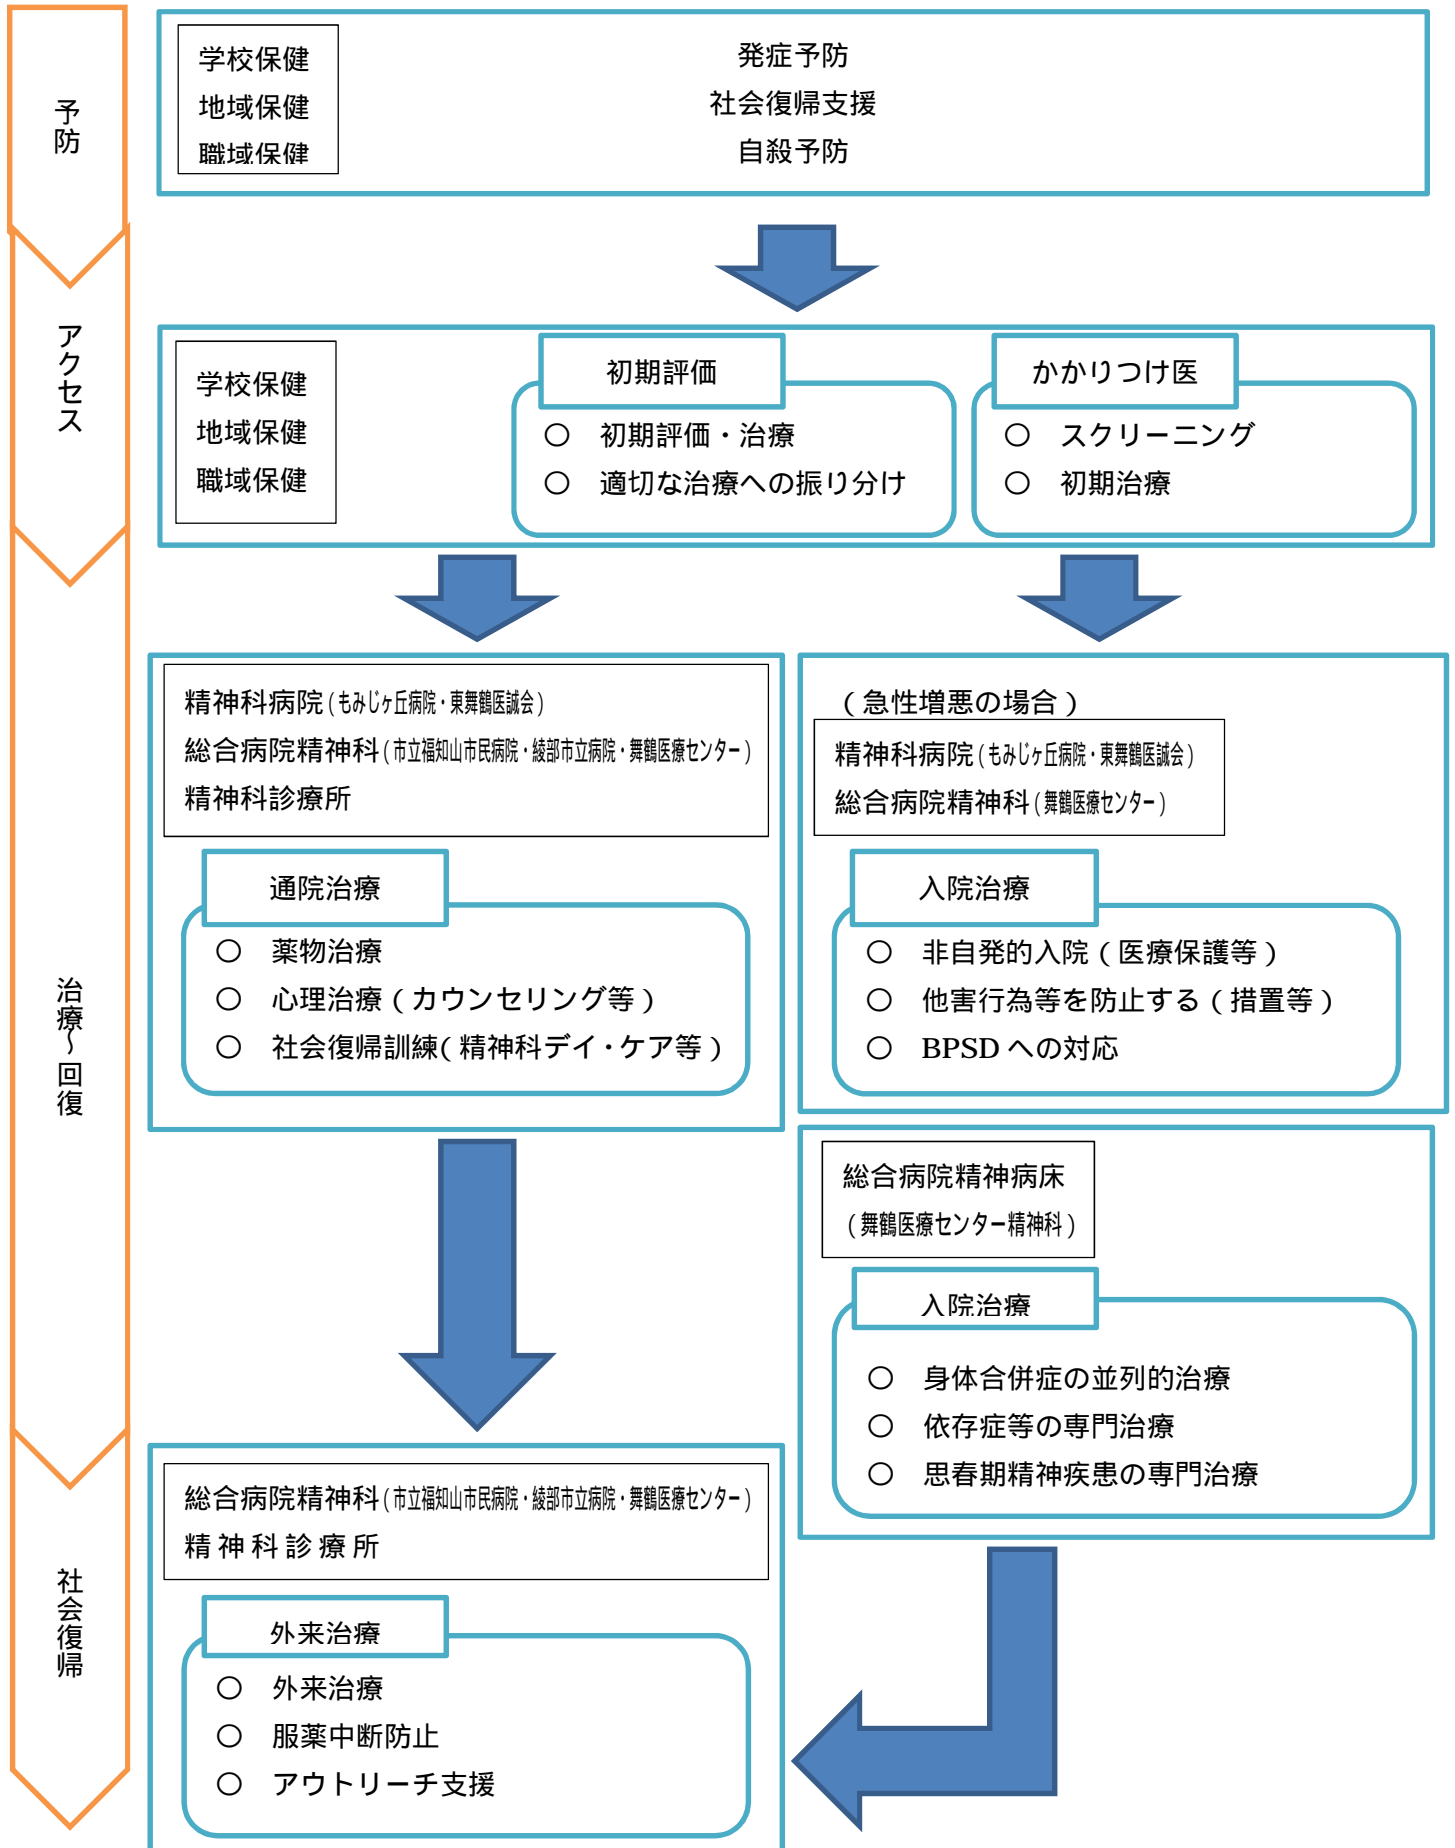 予防
学校保健
地域保健
職域保健
発症予防
社会復帰支援
自殺予防
アクセス
学校保健
地域保健
職域保健
初期評価
○ 初期評価・治療
○ 適切な治療への振り分け
かかりつけ医
○ スクリーニング
○ 初期治療
治療～回復
精神科病院(もみじヶ丘病院・東舞鶴医誠会)
総合病院精神科(市立福知山市民病院・綾部市立病院・舞鶴医療センター)
精神科診療所
通院治療
○ 薬物治療
○ 心理治療(カウンセリング等)
○ 社会復帰訓練(精神科デイ・ケア等)
(急性増悪の場合)
精神科病院(もみじヶ丘病院・東舞鶴医誠会)
総合病院精神科(舞鶴医療センター)
入院治療
○ 非自発的入院(医療保護等)
○ 他害行為等を防止する(措置等)
○ BPSDへの対応
総合病院精神病床
(舞鶴医療センター精神科)
入院治療
○ 身体合併症の並列的治療
○ 依存症等の専門治療
○ 思春期精神疾患の専門治療
社会復帰
総合病院精神科(市立福知山市民病院・綾部市立病院・舞鶴医療センター)
精神科診療所
外来治療
○ 外来治療
○ 服薬中断防止
○ アウトリーチ支援